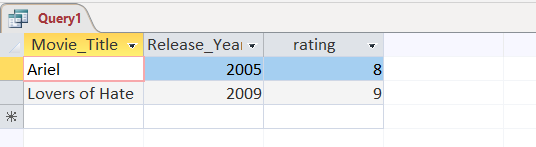 Query1
Movie_Title Release_Year rating
Ariel 2005 8
Lovers of Hate 2009 9